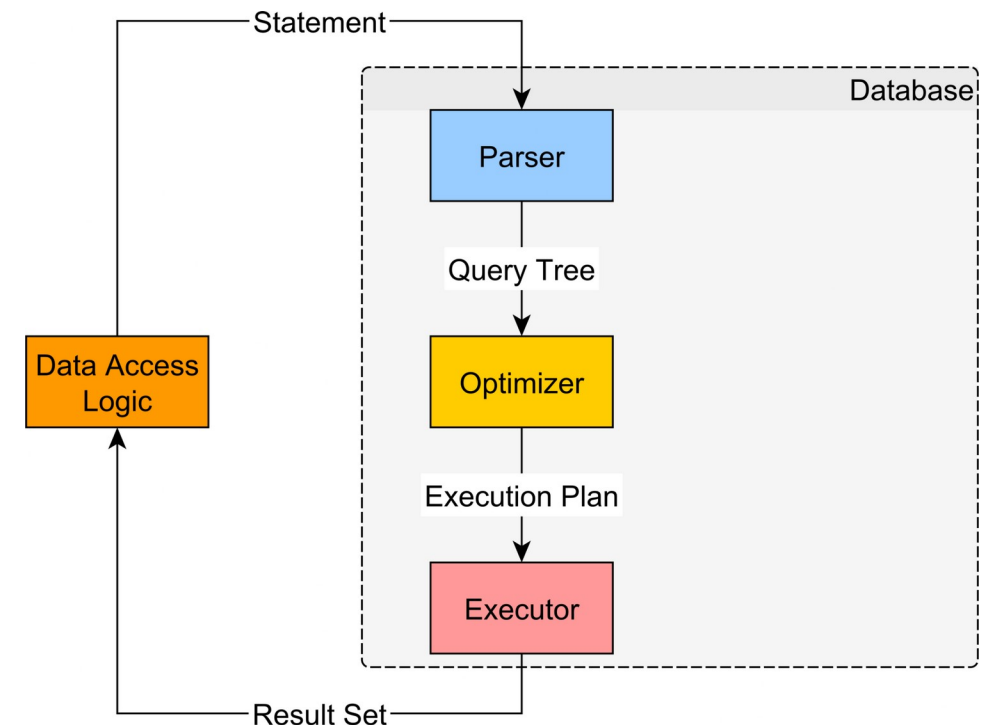 Statement
Database
Parser
Query Tree
Data Access
Logic
Optimizer
Execution Plan
Executor
Result Set